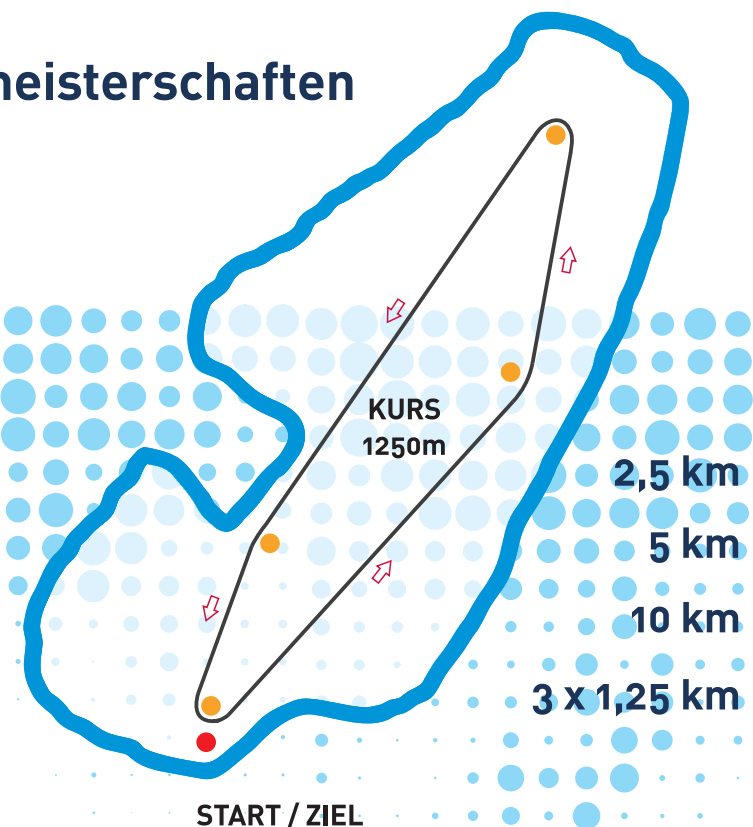 neisterschaften
KURS
1250m
2,5 km
5 km
10 km
3 x 1,25 km
START / ZIEL